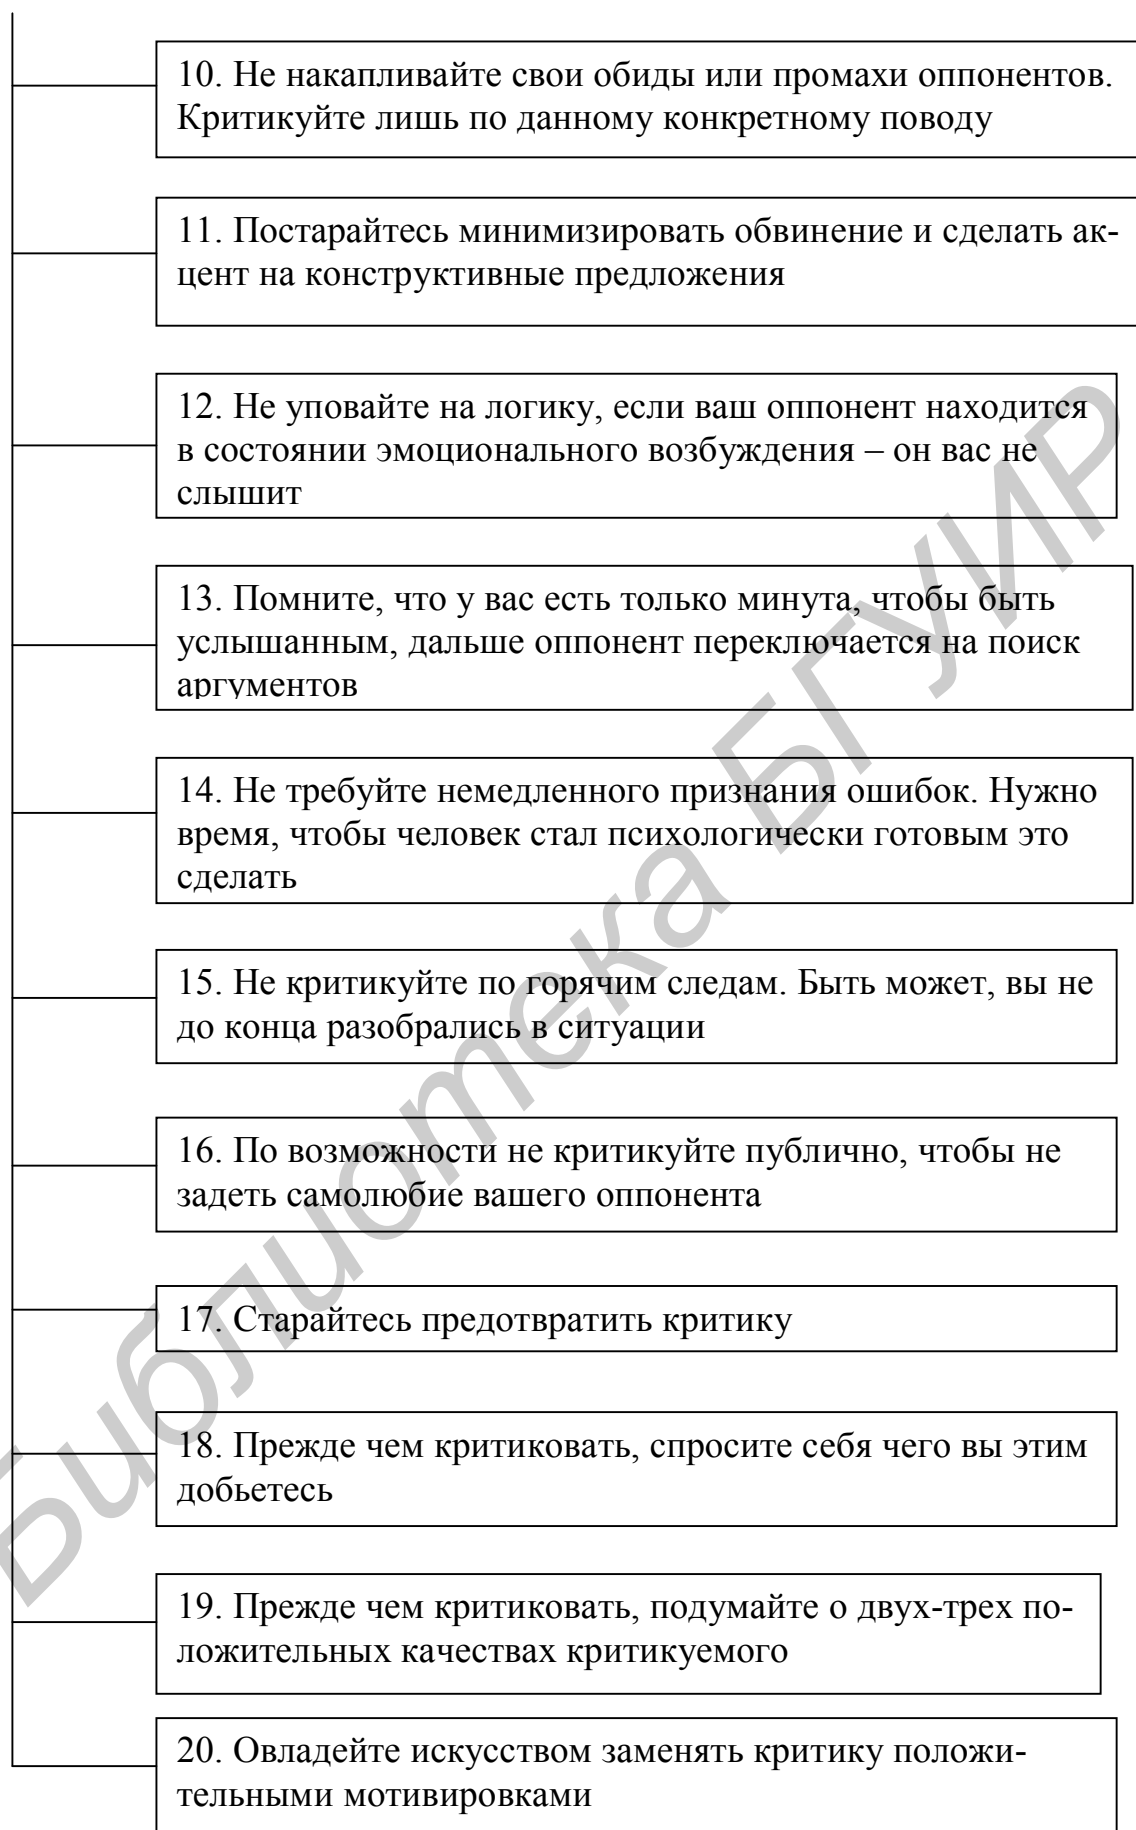 10. Не накапливайте свои обиды или промахи оппонентов.
Критикуйте лишь по данному конкретному поводу
11. Постарайтесь минимизировать обвинение и сделать ак-
цент на конструктивные предложения
12. Не уповайте на логику, если ваш оппонент находится
в состоянии эмоционального возбуждения – он вас не
слышит
13. Помните, что у вас есть только минута, чтобы быть
услышанным, дальше оппонент переключается на поиск
аргументов
14. Не требуйте немедленного признания ошибок. Нужно
время, чтобы человек стал психологически готовым это
сделать
15. Не критикуйте по горячим следам. Быть может, вы не
до конца разобрались в ситуации
16. По возможности не критикуйте публично, чтобы не
задеть самолюбие вашего оппонента
17. Старайтесь предотвратить критику
18. Прежде чем критиковать, спросите себя чего вы этим
добьетесь
19. Прежде чем критиковать, подумайте о двух-трех по-
ложительных качествах критикуемого
20. Овладейте искусством заменять критику положи-
тельными мотивировками
Библиотека БГУИР